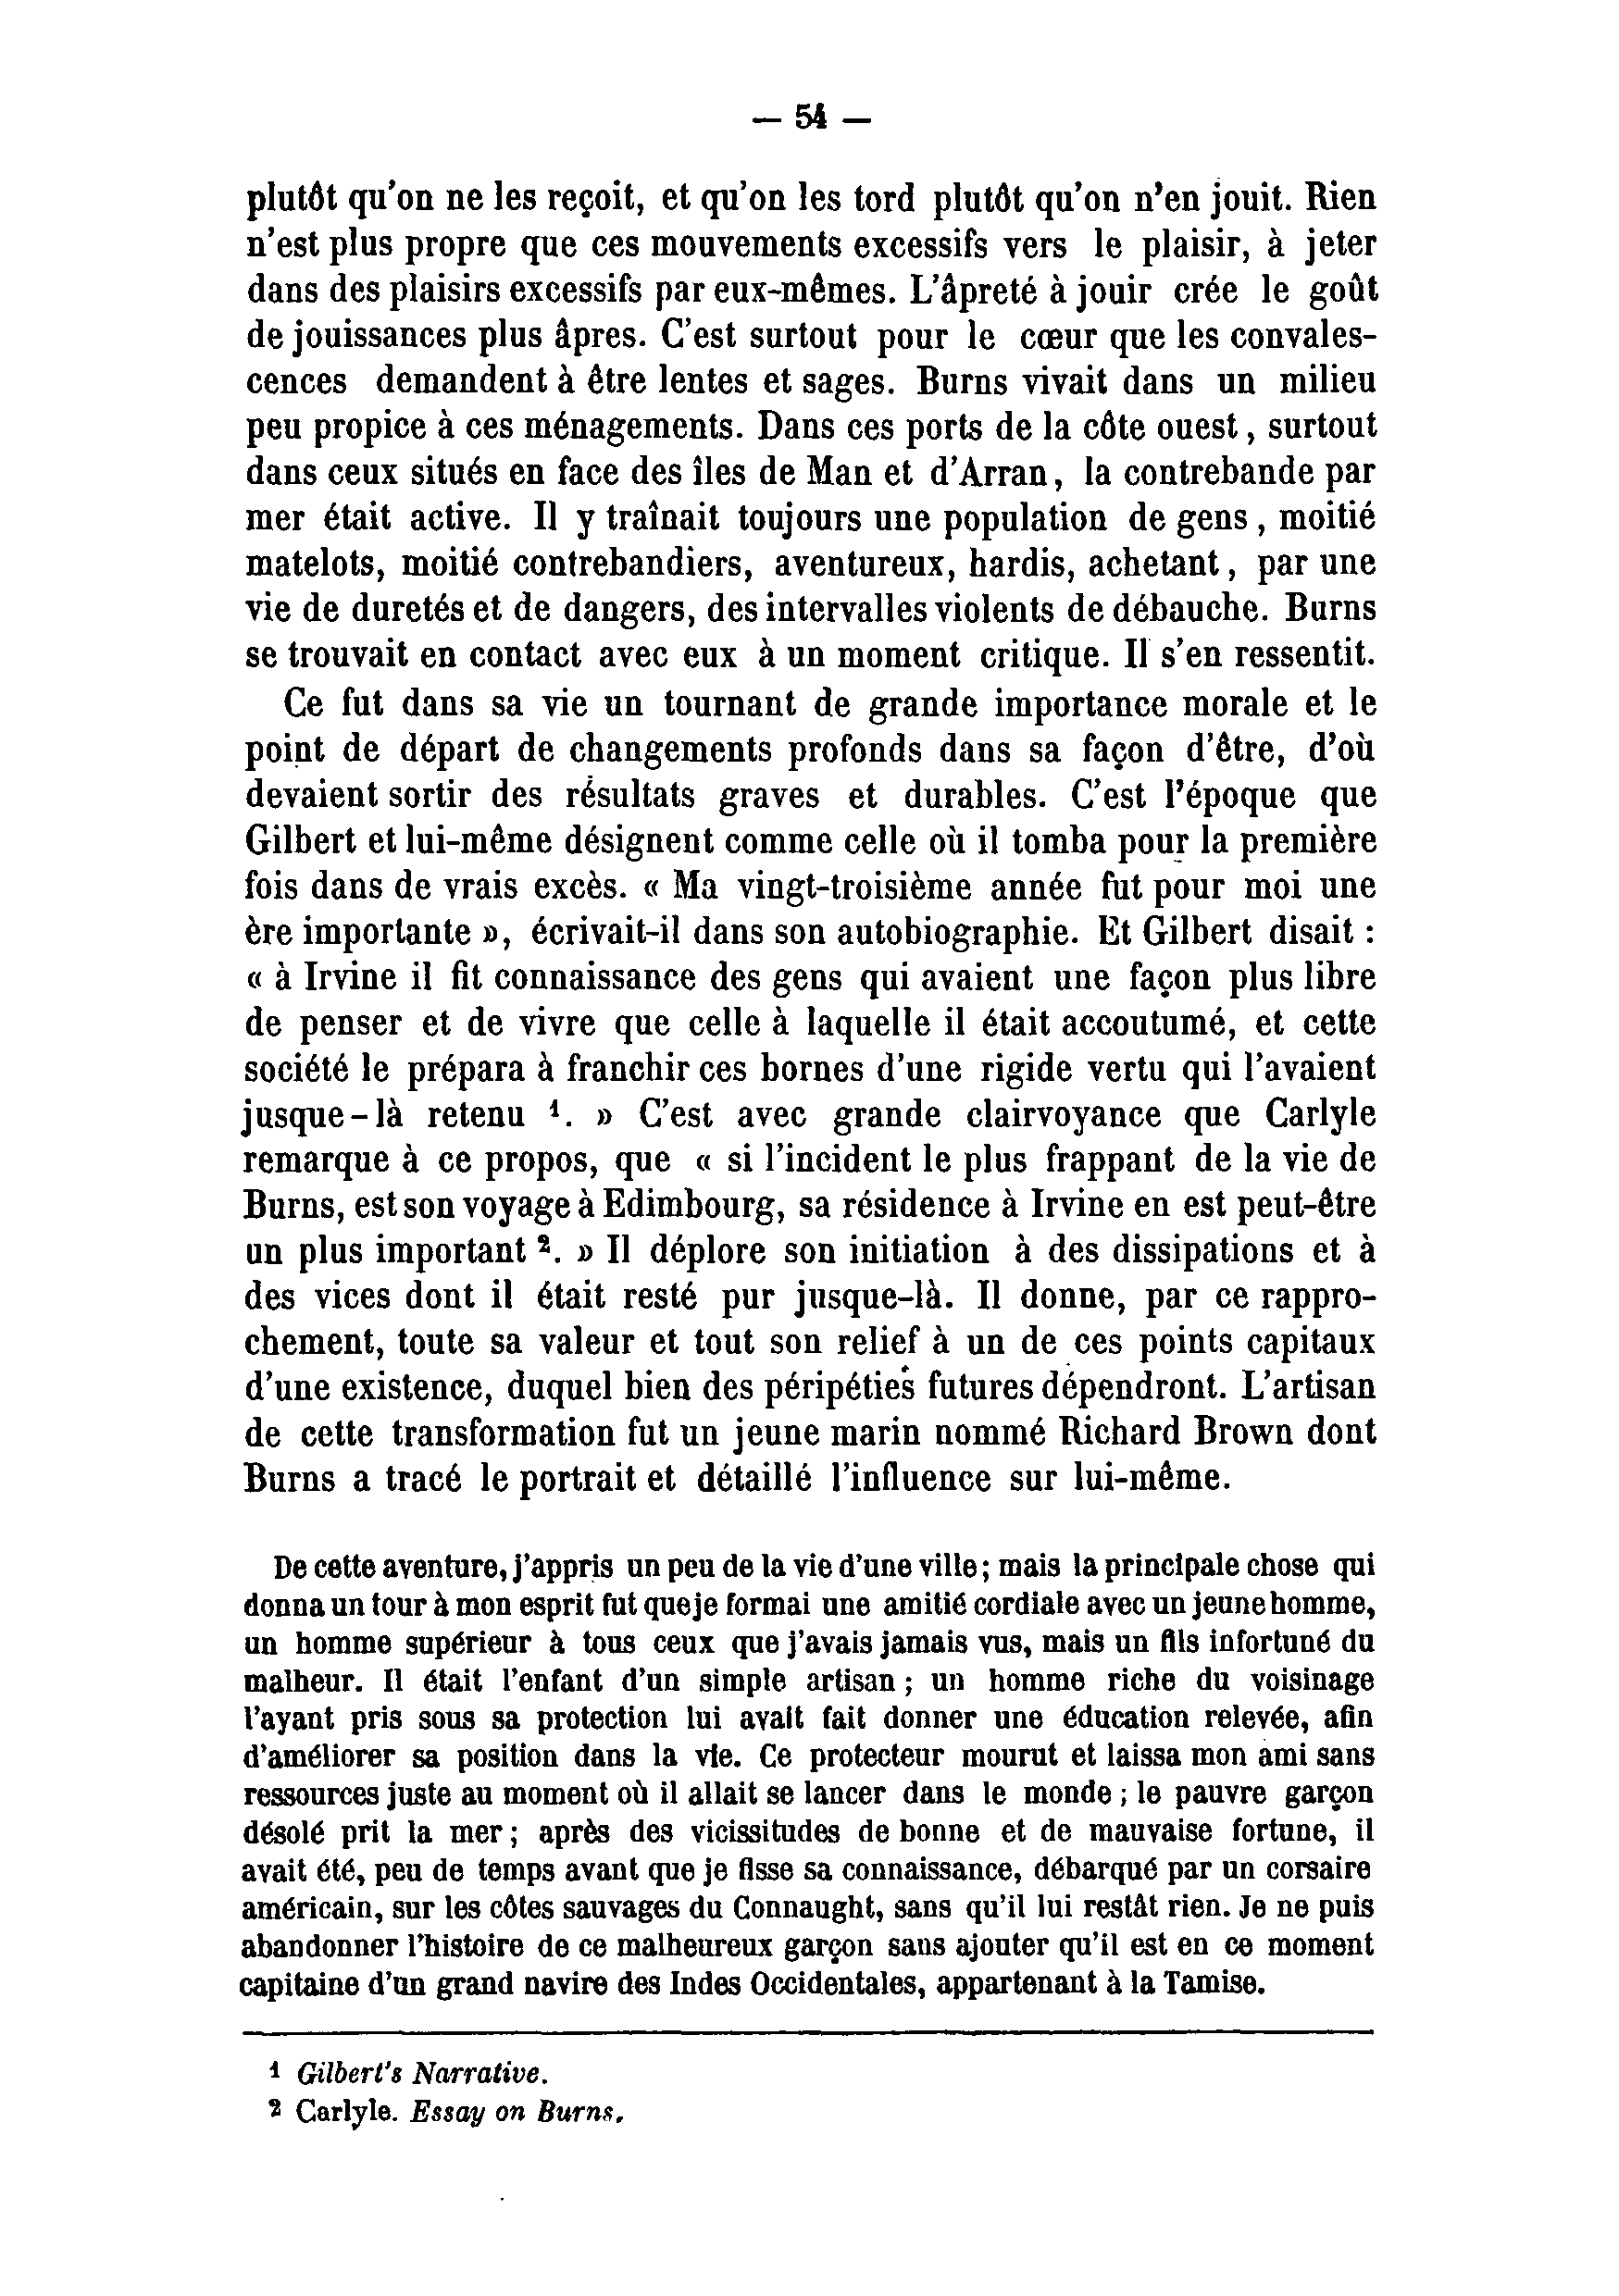 — 54 —
plutôt qu'on ne les reçoit, et qu'on les tord plutôt qu'on n'en jouit. Rien
n'est plus propre que ces mouvements excessifs vers le plaisir, à jeter
dans des plaisirs excessifs par eux-mêmes. L'âpreté à jouir crée le goût
de jouissances plus âpres. C'est surtout pour le cœur que les convales-
cences demandent à être lentes et sages. Burns vivait dans un milieu
peu propice à ces ménagements. Dans ces ports de la côte ouest, surtout
dans ceux situés en face des îles de Man et d'Arran, la contrebande par
mer était active. Il y traînait toujours une population de gens, moitié
matelots, moitié contrebandiers, aventureux, hardis, achetant, par une
vie de duretés et de dangers, des intervalles violents de débauche. Burns
se trouvait en contact avec eux à un moment critique. Il s'en ressentit.
Ce fut dans sa vie un tournant de grande importance morale et le
point de départ de changements profonds dans sa façon d'être, d'où
devaient sortir des résultats graves et durables. C'est l'époque que
Gilbert et lui-même désignent comme celle où il tomba pour la première
fois dans de vrais excès. « Ma vingt-troisième année fut pour moi une
ère importante », écrivait-il dans son autobiographie. Et Gilbert disait :
« à Irvine il fit connaissance des gens qui avaient une façon plus libre
de penser et de vivre que celle à laquelle il était accoutumé, et cette
société le prépara à franchir ces bornes d'une rigide vertu qui l'avaient
jusque-là retenu ¹. » C'est avec grande clairvoyance que Carlyle
remarque à ce propos, que « si l'incident le plus frappant de la vie de
Burns, est son voyage à Edimbourg, sa résidence à Irvine en est peut-être
un plus important ². » Il déplore son initiation à des dissipations et à
des vices dont il était resté pur jusque-là. Il donne, par ce rappro-
chement, toute sa valeur et tout son relief à un de ces points capitaux
d'une existence, duquel bien des péripéties futures dépendront. L'artisan
de cette transformation fut un jeune marin nommé Richard Brown dont
Burns a tracé le portrait et détaillé l'influence sur lui-même.
De cette aventure, j'appris un peu de la vie d'une ville; mais la principale chose qui
donna un tour à mon esprit fut que je formai une amitié cordiale avec un jeune homme,
un homme supérieur à tous ceux que j'avais jamais vus, mais un fils infortuné du
malheur. Il était l'enfant d'un simple artisan; un homme riche du voisinage
l'ayant pris sous sa protection lui avait fait donner une éducation relevée, afin
d'améliorer sa position dans la vie. Ce protecteur mourut et laissa mon ami sans
ressources juste au moment où il allait se lancer dans le monde; le pauvre garçon
désolé prit la mer; après des vicissitudes de bonne et de mauvaise fortune, il
avait été, peu de temps avant que je fisse sa connaissance, débarqué par un corsaire
américain, sur les côtes sauvages du Connaught, sans qu'il lui restât rien. Je ne puis
abandonner l'histoire de ce malheureux garçon sans ajouter qu'il est en ce moment
capitaine d'un grand navire des Indes Occidentales, appartenant à la Tamise.
¹ Gilbert's Narrative.
² Carlyle. Essay on Burns.